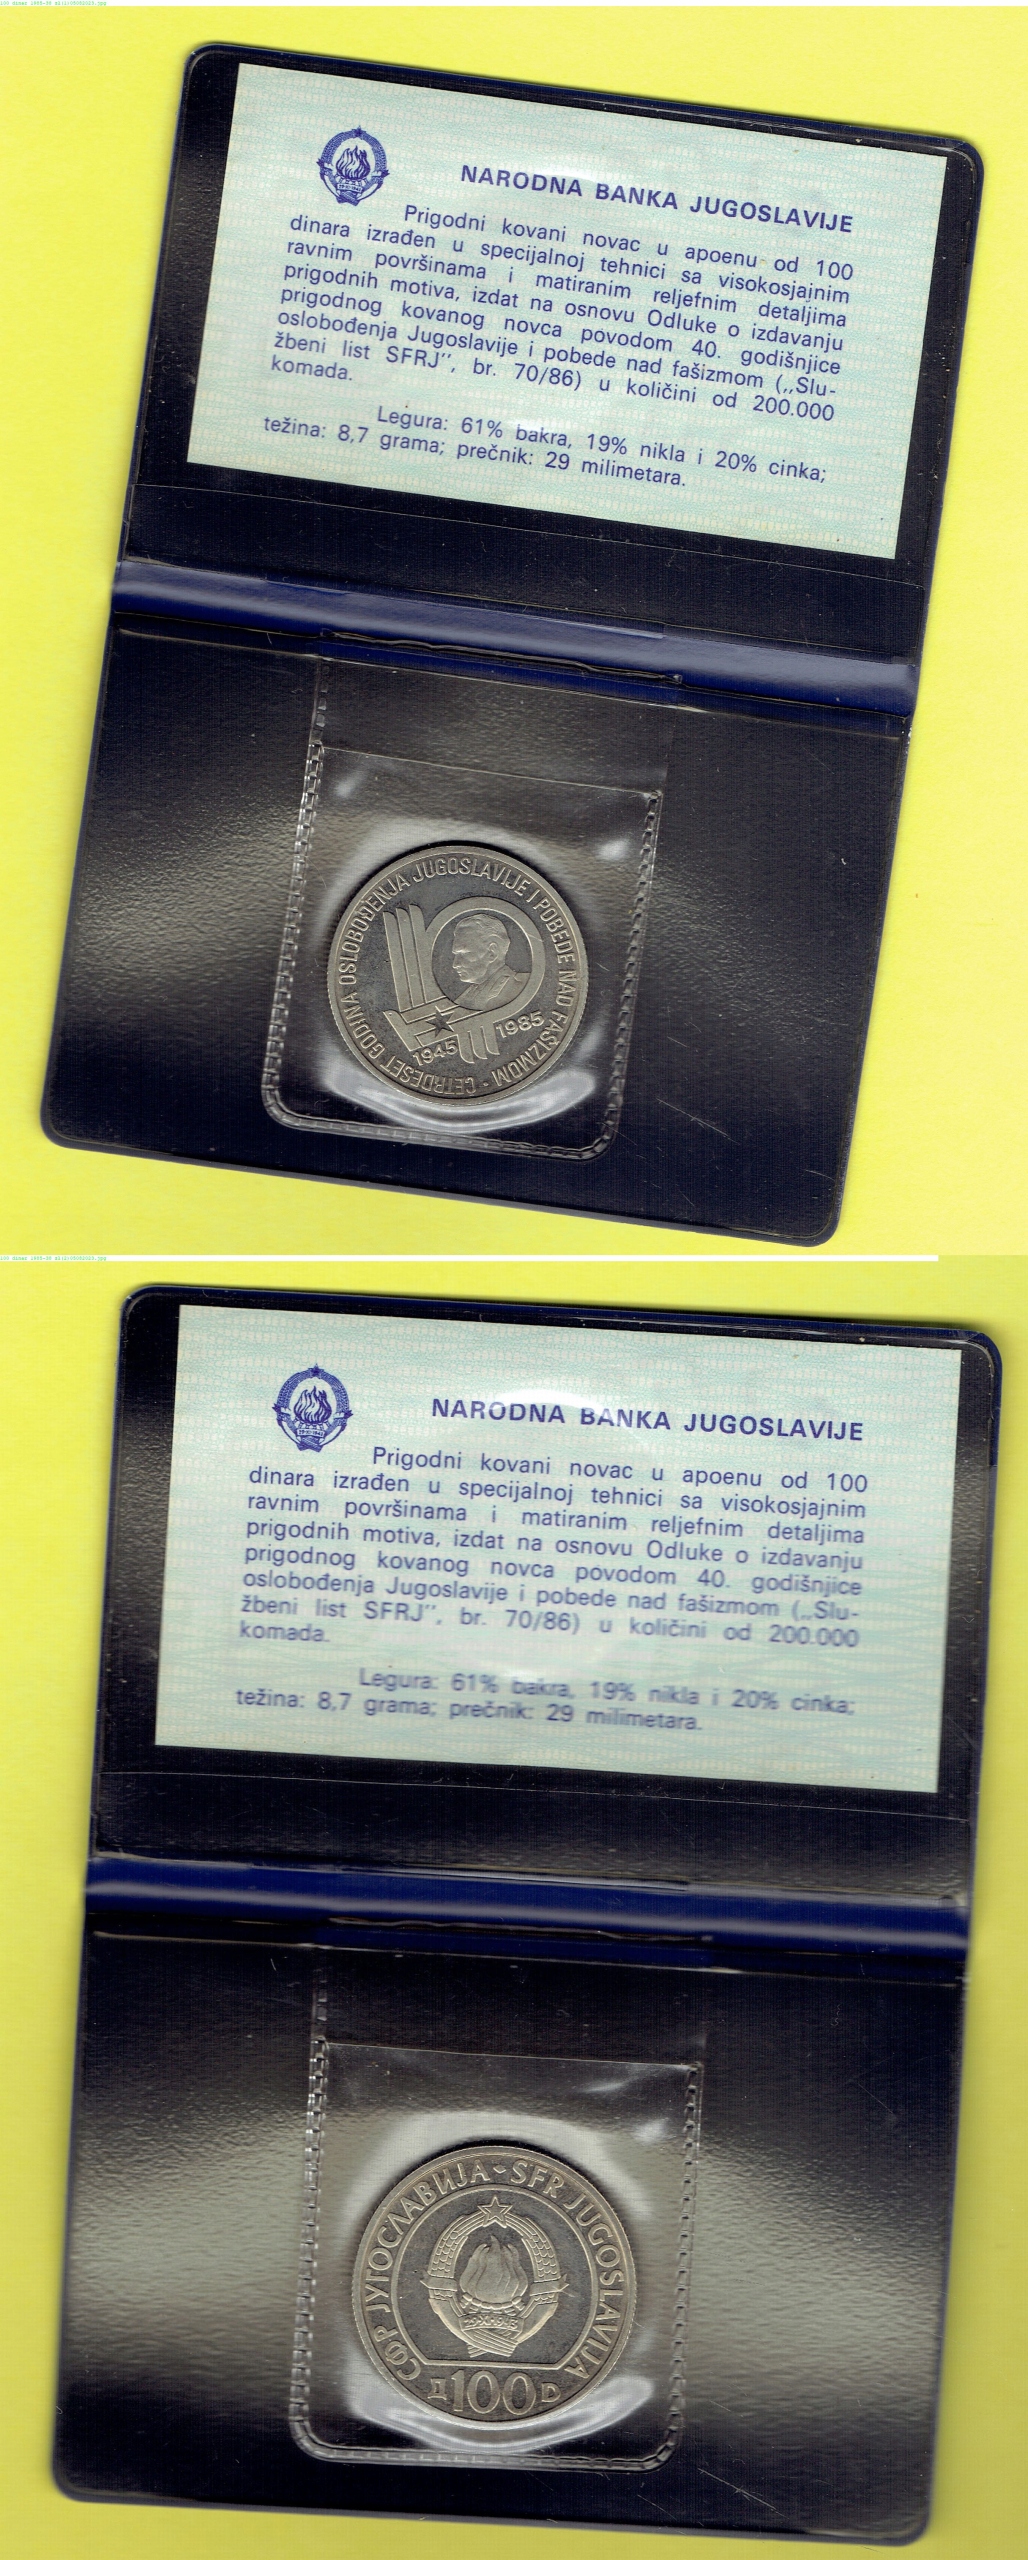 NARODNA BANKA JUGOSLAVIJE
Prigodni kovani novac u apoenu od 100
dinara izrađen u specijalnoj tehnici sa visokosjajnim
ravnim površinama i matiranim reljefnim detaljima
prigodnih motiva, izdat na osnovu Odluke o izdavanju
prigodnog kovanog novca povodom 40. godišnjice
oslobođenja Jugoslavije i pobede nad fašizmom („Slu-
žbeni list SFRJ”, br. 70/86) u količini od 200.000
komada.
Legura: 61% bakra, 19% nikla i 20% cinka;
težina: 8,7 grama; prečnik: 29 milimetara.
ČETRDESET GODINA OSLOBOĐENJA JUGOSLAVIJE I POBEDE NAD FAŠIZMOM
1945 1985
NARODNA BANKA JUGOSLAVIJE
Prigodni kovani novac u apoenu od 100
dinara izrađen u specijalnoj tehnici sa visokosjajnim
ravnim površinama i matiranim reljefnim detaljima
prigodnih motiva, izdat na osnovu Odluke o izdavanju
prigodnog kovanog novca povodom 40. godišnjice
oslobođenja Jugoslavije i pobede nad fašizmom („Slu-
žbeni list SFRJ”, br. 70/86) u količini od 200.000
komada.
Legura: 61% bakra, 19% nikla i 20% cinka;
težina: 8,7 grama; prečnik: 29 milimetara.
СФР ЈУГОСЛАВИЈА • SFR JUGOSLAVIJA
Д 100 D